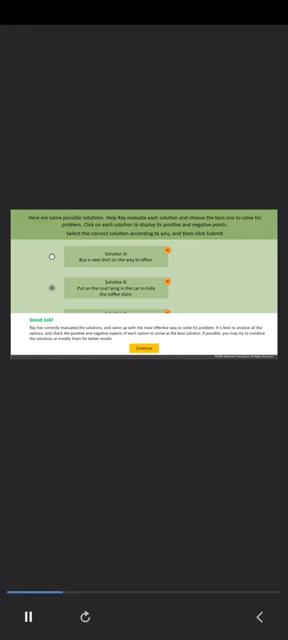 Here are some possible solutions. Help Ray evaluate each solution and choose the best one to solve his
problem. Click on each solution to display its positive and negative points.
Select the correct solution according to you, and then click Submit.
Solution A:
Buy a new shirt on the way to office.
Solution B:
Put on the coat lying in the car to hide
the coffee stain.
Good Job!
Ray has correctly evaluated the solutions, and came up with the most effective way to solve his problem. It is best to analyse all the
options, and check the positive and negative aspects of each option to arrive at the best solution. If possible, you may try to combine
the solutions or modify them for better results.
Continue